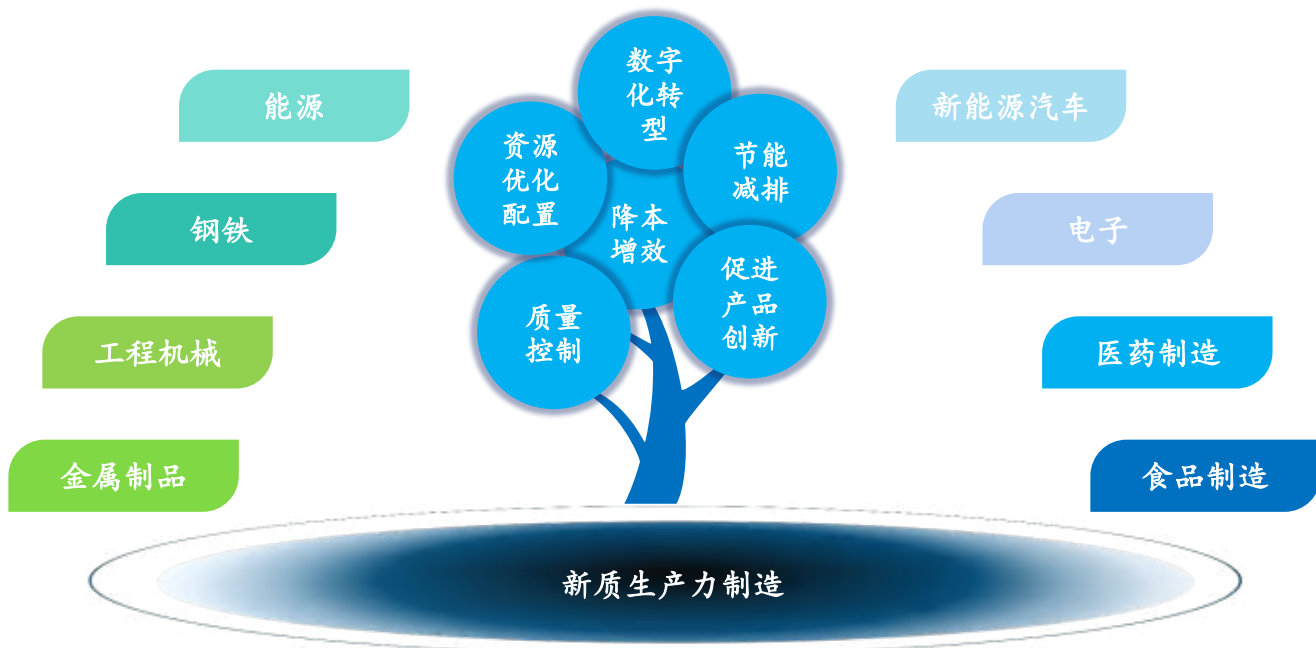 数字
化转
型
能源
新能源汽车
资源
优化
配置
节能
减排
钢铁
降本
增效
电子
促进
产品
创新
质量
控制
工程机械
医药制造
金属制品
食品制造
新质生产力制造